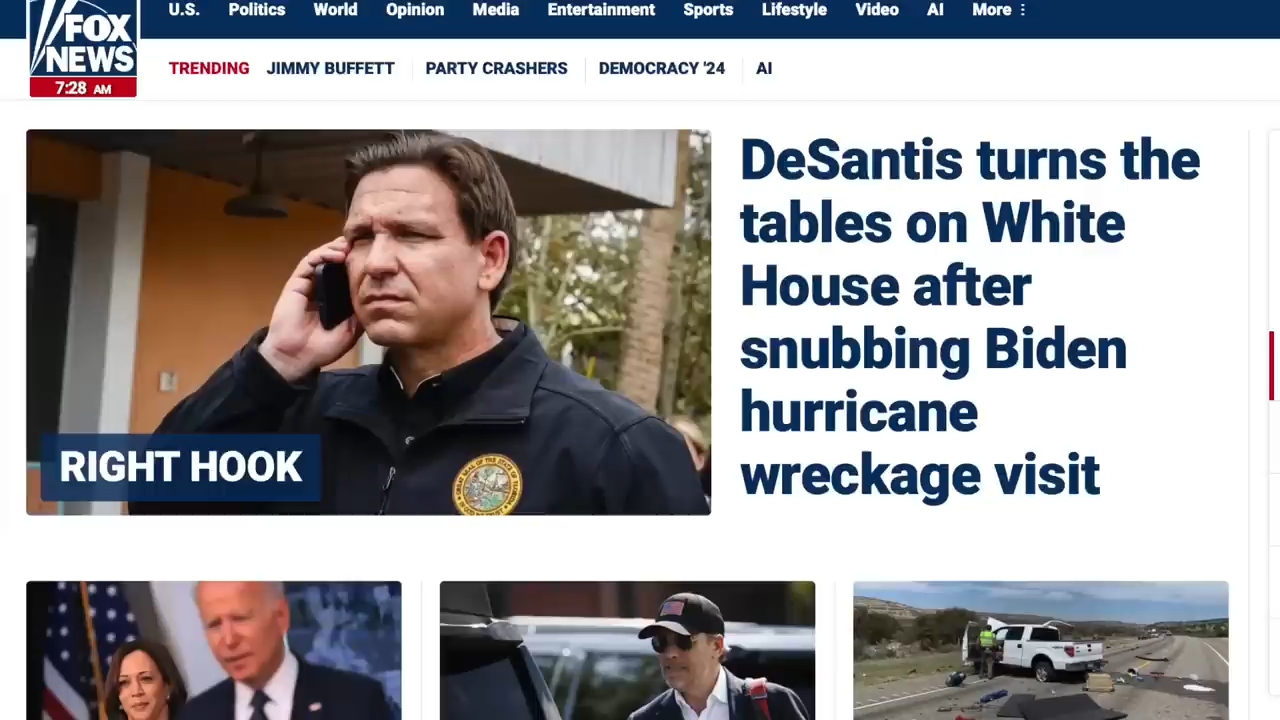 U.S. Politics World Opinion Media Entertainment Sports Lifestyle Video AI More
FOX
NEWS
7:28 AM
TRENDING JIMMY BUFFETT PARTY CRASHERS DEMOCRACY '24 AI
DeSantis turns the
tables on White
House after
snubbing Biden
hurricane
wreckage visit
RIGHT HOOK